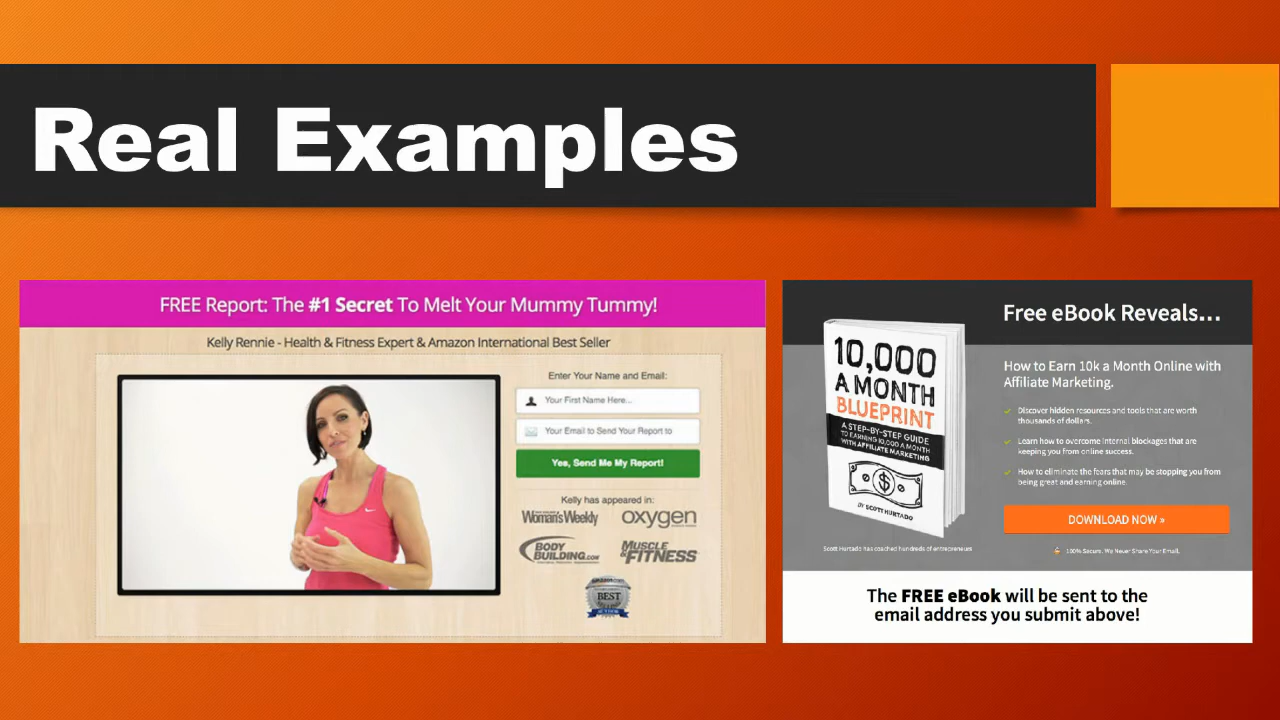 Real Examples
FREE Report: The #1 Secret To Melt Your Mummy Tummy!
Kelly Rennie - Health & Fitness Expert & Amazon International Best Seller
Enter Your Name and Email:
Your First Name Here...
Your Email to Send Your Report to
Yes, Send Me My Report!
Kelly has appeared in:
Woman's Weekly
oxygen
BODY
BUILDING.COM
MUSCLE
& FITNESS
BEST
Free eBook Reveals...
10,000
A MONTH
BLUEPRINT
A STEP-BY-STEP GUIDE
TO EARNING 10,000 A MONTH
WITH AFFILIATE MARKETING
$
BY SCOTT HURTADO
Scott Hurtado has coached hundreds of entrepreneurs
How to Earn 10k a Month Online with
Affiliate Marketing.
Discover hidden resources and tools that are worth
thousands of dollars.
Learn how to overcome internal blockages that are
keeping you from online success.
How to eliminate the fears that may be stopping you from
being great and earning online.
DOWNLOAD NOW »
100% Secure. We Never Share Your Email.
The FREE eBook will be sent to the
email address you submit above!